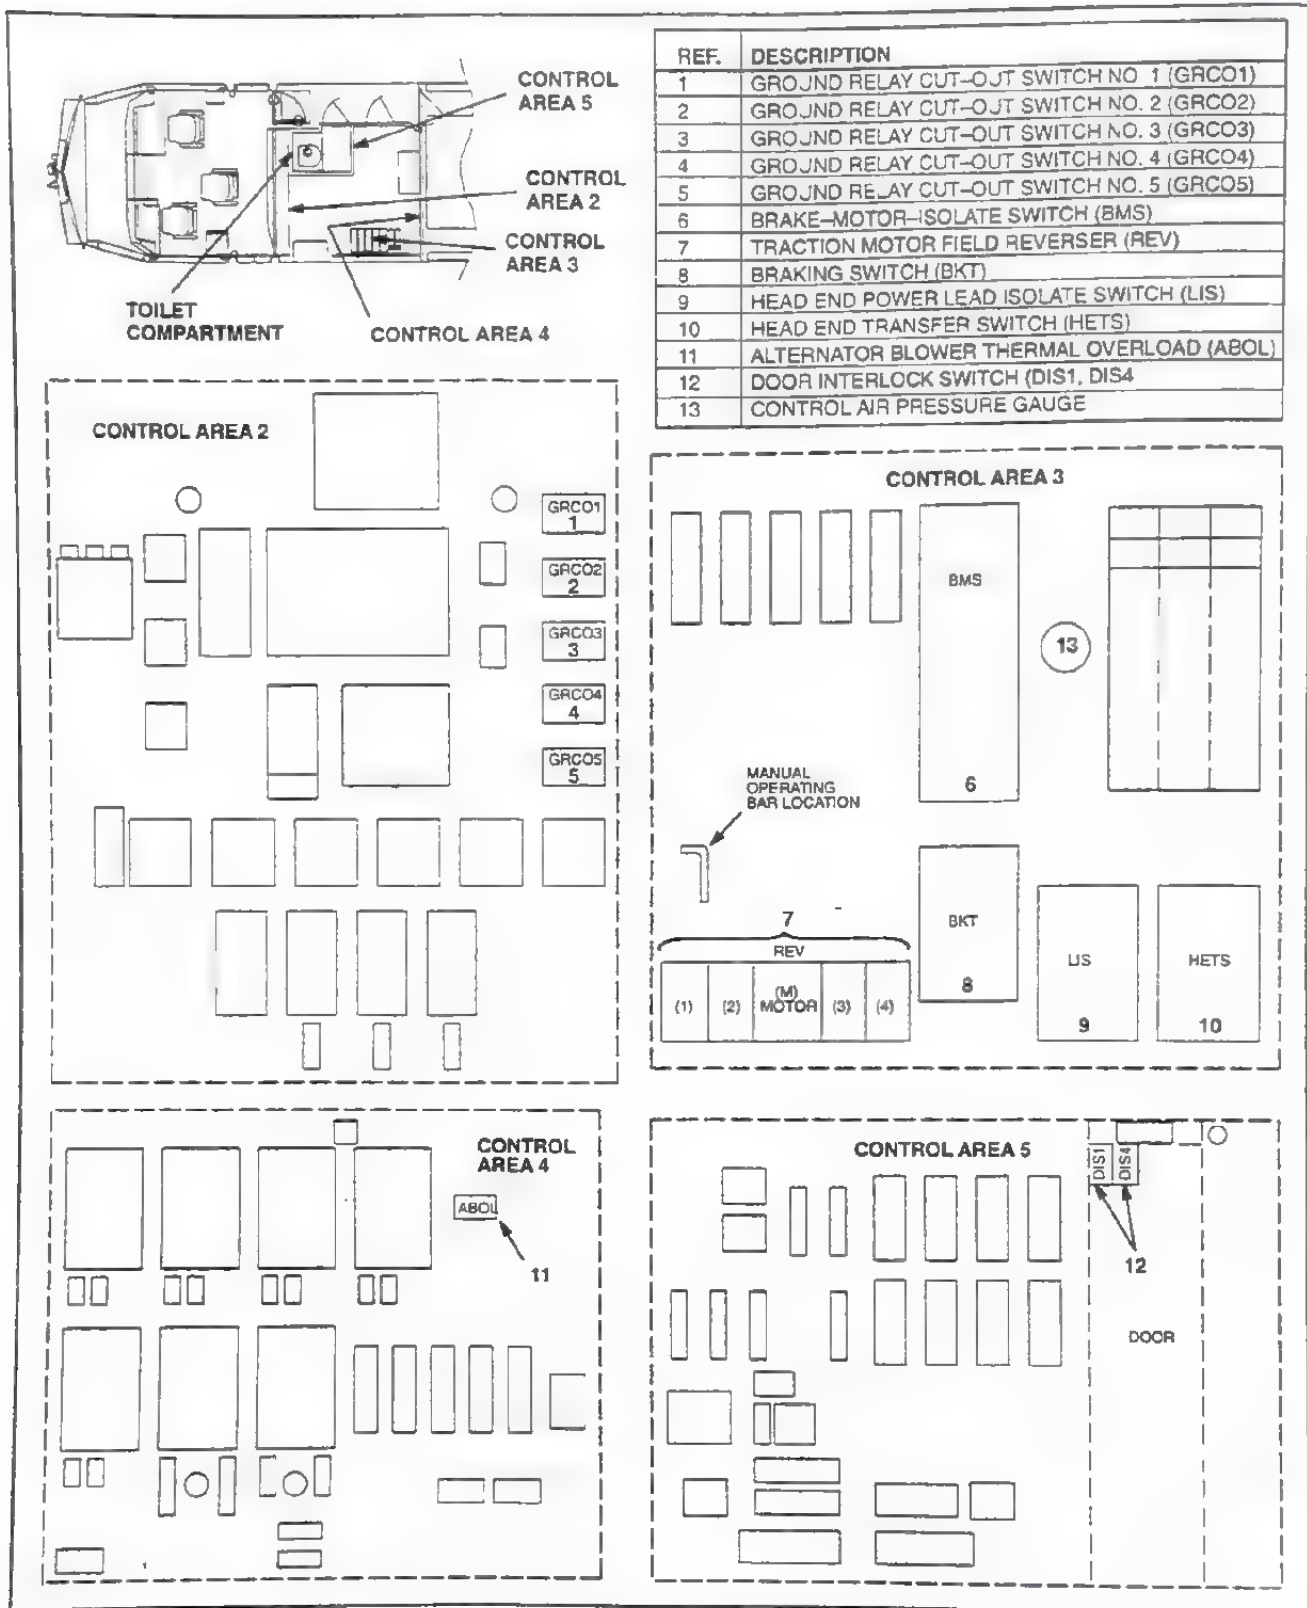 CONTROL
AREA 5
CONTROL
AREA 2
CONTROL
AREA 3
TOILET
COMPARTMENT
CONTROL AREA 4
REF. DESCRIPTION
1 GROUND RELAY CUT-OUT SWITCH NO. 1 (GRCO1)
2 GROUND RELAY CUT-OUT SWITCH NO. 2 (GRCO2)
3 GROUND RELAY CUT-OUT SWITCH NO. 3 (GRCO3)
4 GROUND RELAY CUT-OUT SWITCH NO. 4 (GRCO4)
5 GROUND RELAY CUT-OUT SWITCH NO. 5 (GRCO5)
6 BRAKE-MOTOR-ISOLATE SWITCH (BMS)
7 TRACTION MOTOR FIELD REVERSER (REV)
8 BRAKING SWITCH (BKT)
9 HEAD END POWER LEAD ISOLATE SWITCH (LIS)
10 HEAD END TRANSFER SWITCH (HETS)
11 ALTERNATOR BLOWER THERMAL OVERLOAD (ABOL)
12 DOOR INTERLOCK SWITCH (DIS1, DIS4
13 CONTROL AIR PRESSURE GAUGE
CONTROL AREA 2
GRCO1
1
GRCO2
2
GRCO3
3
GRCO4
4
GRCO5
5
CONTROL AREA 3
BMS
6
13
MANUAL
OPERATING
BAR LOCATION
7
REV
(1) (2) (M) MOTOR (3) (4)
BKT
8
LIS
9
HETS
10
CONTROL
AREA 4
ABOL
11
CONTROL AREA 5
DIS1 DIS4
12
DOOR